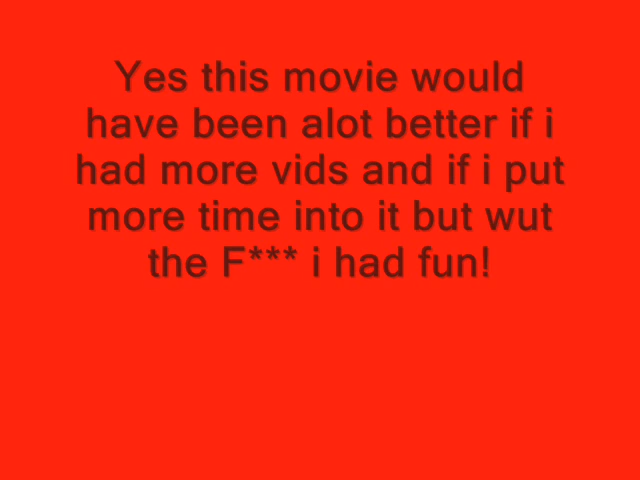 Yes this movie would
have been alot better if i
had more vids and if i put
more time into it but wut
the F*** i had fun!